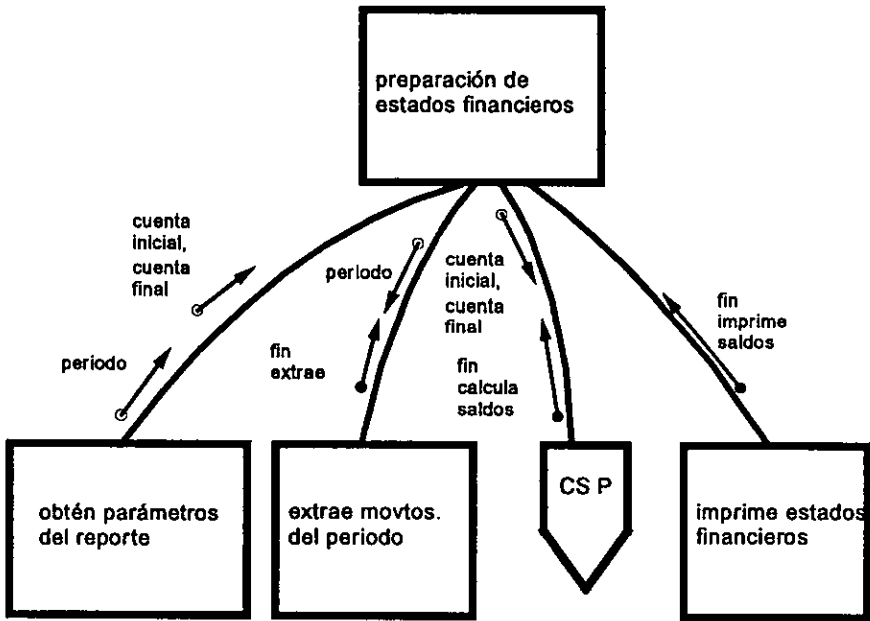 preparación de
estados financieros
cuenta
inicial,
cuenta
final
periodo
fin
extrae
periodo
cuenta
inicial,
cuenta
final
fin
calcula
saldos
fin
imprime
saldos
obtén parámetros
del reporte
extrae movtos.
del periodo
CS P
imprime estados
financieros